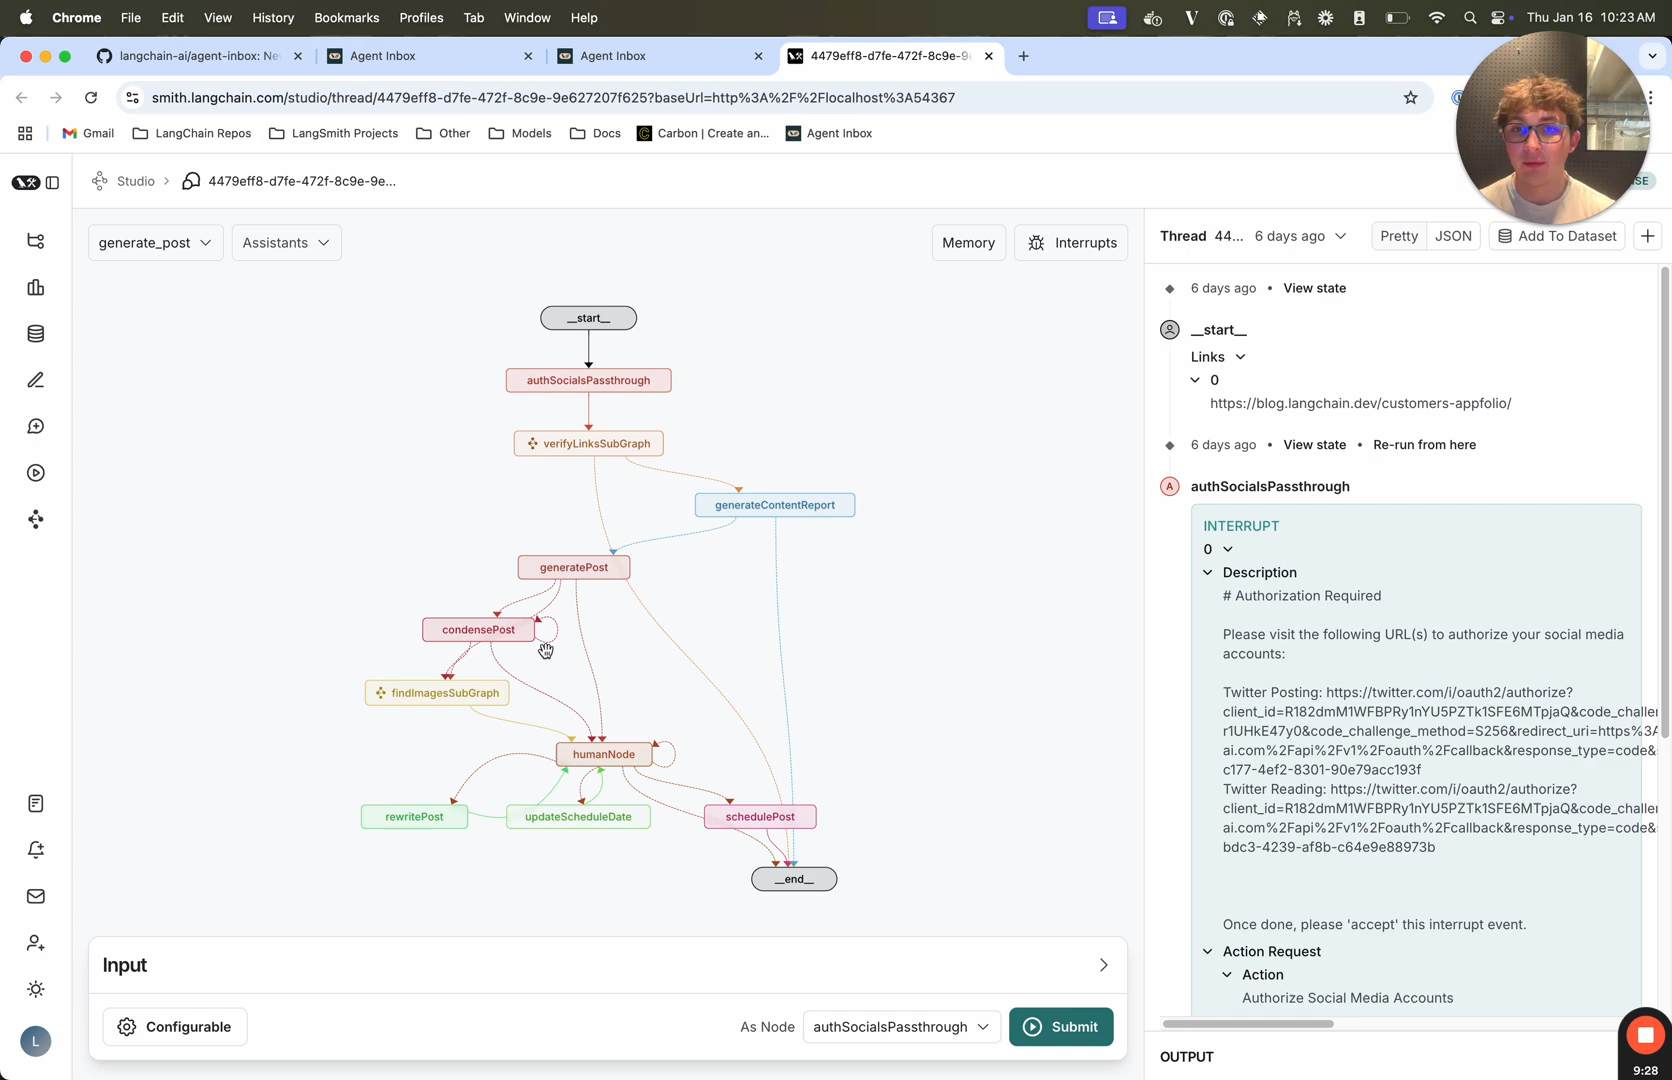 Chrome File Edit View History Bookmarks Profiles Tab Window Help Thu Jan 16 10:23 AM
langchain-ai/agent-inbox: Ne
Agent Inbox
Agent Inbox
4479eff8-d7fe-472f-8c9e-9
smith.langchain.com/studio/thread/4479eff8-d7fe-472f-8c9e-9e627207f625?baseUrl=http%3A%2F%2Flocalhost%3A54367
Gmail LangChain Repos LangSmith Projects Other Models Docs Carbon | Create an... Agent Inbox
Studio > 4479eff8-d7fe-472f-8c9e-9e...
SE
generate_post
Assistants
Memory
Interrupts
__start__
authSocialsPassthrough
verifyLinksSubGraph
generateContentReport
generatePost
condensePost
findImagesSubGraph
humanNode
rewritePost
updateScheduleDate
schedulePost
__end__
Input
Configurable
As Node
authSocialsPassthrough
Submit
L
Thread 44... 6 days ago
Pretty JSON
Add To Dataset
6 days ago • View state
__start__
Links
0
https://blog.langchain.dev/customers-appfolio/
6 days ago • View state • Re-run from here
A authSocialsPassthrough
INTERRUPT
0
Description
# Authorization Required
Please visit the following URL(s) to authorize your social media
accounts:
Twitter Posting: https://twitter.com/i/oauth2/authorize?
client_id=R182dmM1WFBPRy1nYU5PZTk1SFE6MTpjaQ&code_challe
r1UHkE47y0&code_challenge_method=S256&redirect_uri=https%3A
ai.com%2Fapi%2Fv1%2Foauth%2Fcallback&response_type=code&
c177-4ef2-8301-90e79acc193f
Twitter Reading: https://twitter.com/i/oauth2/authorize?
client_id=R182dmM1WFBPRy1nYU5PZTk1SFE6MTpjaQ&code_challe
ai.com%2Fapi%2Fv1%2Foauth%2Fcallback&response_type=code&
bdc3-4239-af8b-c64e9e88973b
Once done, please 'accept' this interrupt event.
Action Request
Action
Authorize Social Media Accounts
OUTPUT
9:28